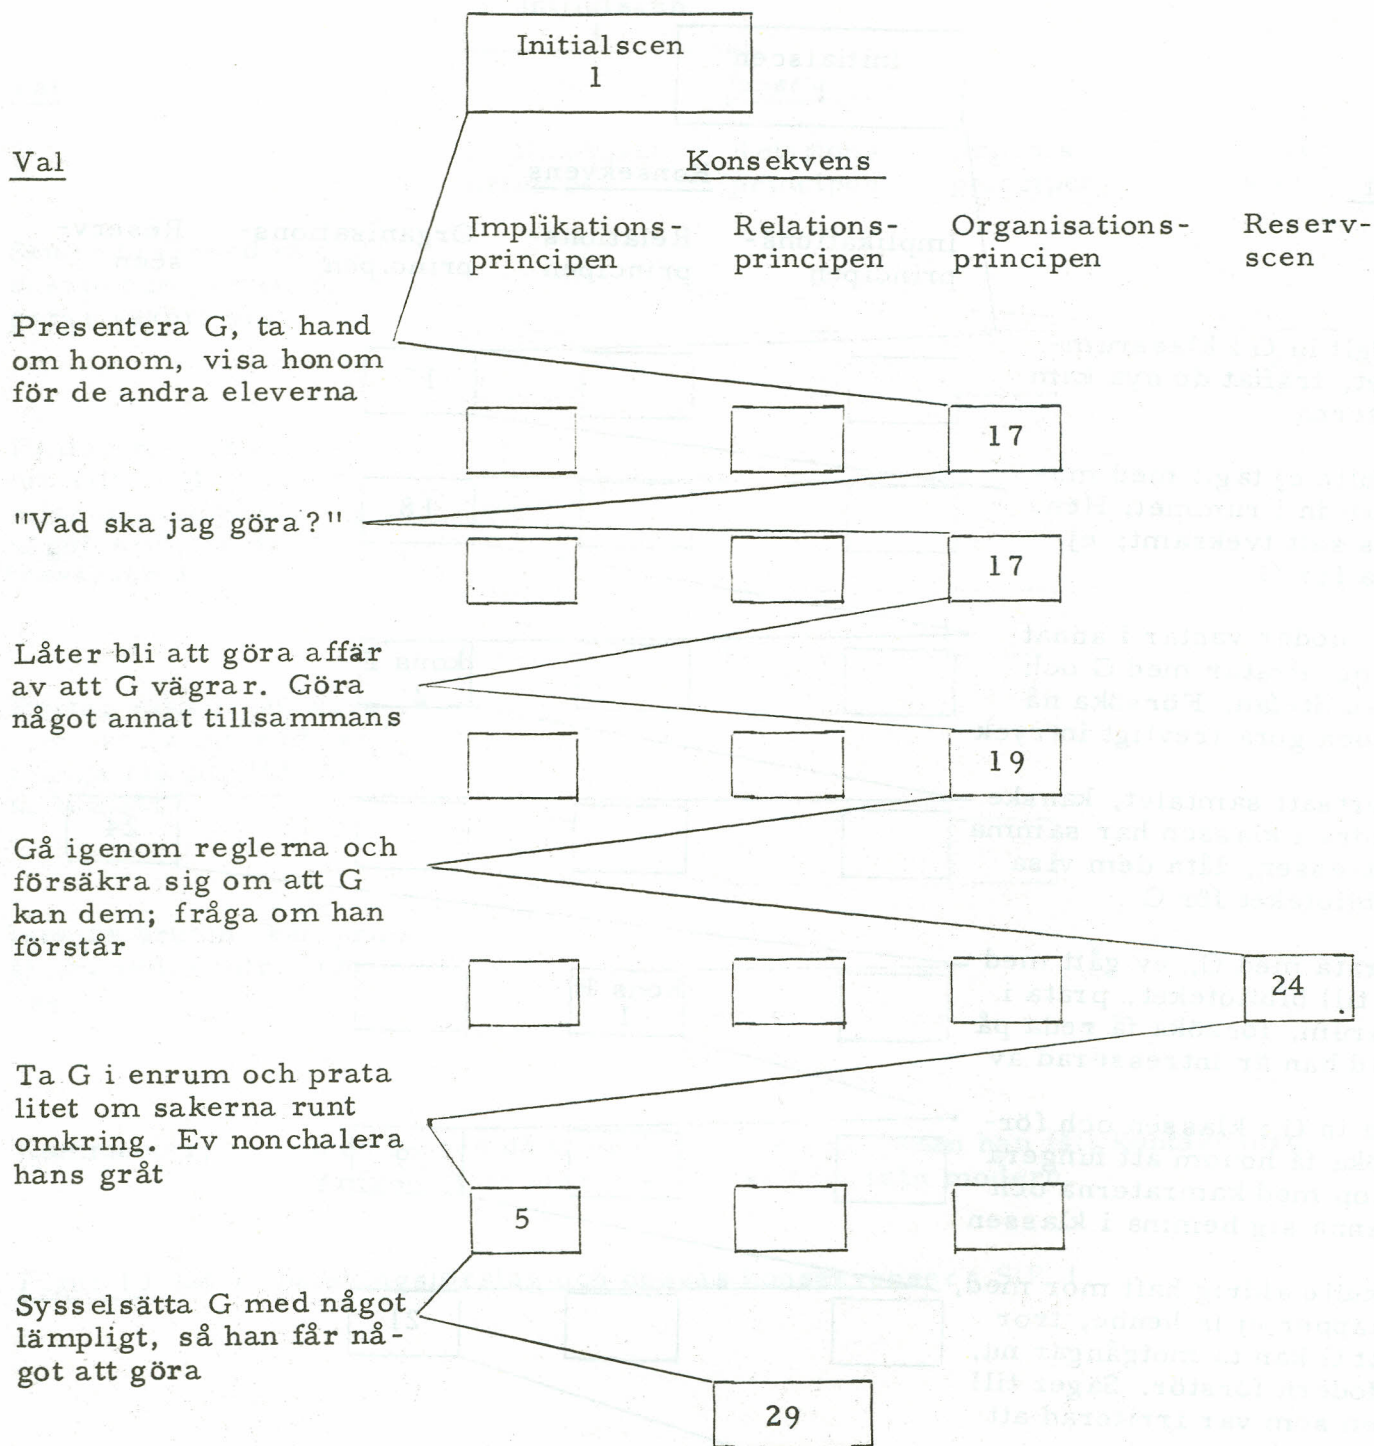 Initialscen
1
Val
Konsekvens
Implikations-
principen
Relations-
principen
Organisations-
principen
Reserv-
scen
Presentera G, ta hand
om honom, visa honom
för de andra eleverna
17
"Vad ska jag göra?"
17
Låter bli att göra affär
av att G vägrar. Göra
något annat tillsammans
19
Gå igenom reglerna och
försäkra sig om att G
kan dem; fråga om han
förstår
24
Ta G i enrum och prata
litet om sakerna runt
omkring. Ev nonchalera
hans gråt
5
Sysselsätta G med något
lämpligt, så han får nå-
got att göra
29